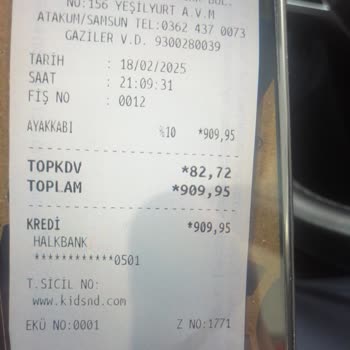 NO:156 YEŞİLYURT A.V.M
ATAKUM/SAMSUN TEL:0362 437 0073
GAZİLER V.D. 9300280039
TARİH : 18/02/2025
SAAT : 21:09:31
FİŞ NO : 0012
AYAKKABI %10 *909,95
TOPKDV *82,72
TOPLAM *909,95
KREDİ *909,95
HALKBANK
************0501
T.SİCİL NO:
www.kidsnd.com
EKÜ NO:0001 Z NO:1771